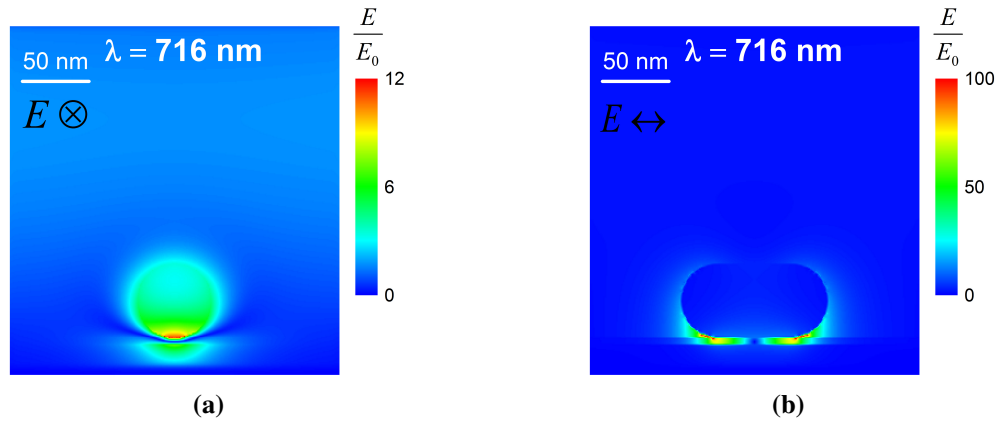 λ = 716 nm
50 nm
E ⊗
E
E0
12
6
0
(a)
λ = 716 nm
50 nm
E ↔
E
E0
100
50
0
(b)